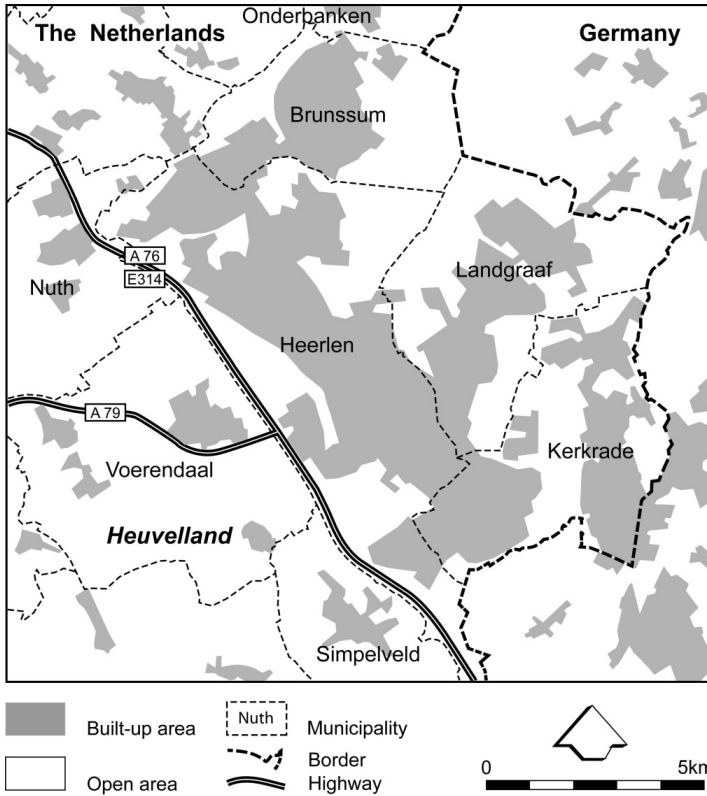 Onderbanken
The Netherlands
Germany
Brunssum
A 76
E314
Nuth
Landgraaf
Heerlen
A 79
Voerendaal
Kerkrade
Heuvelland
Simpelveld
Built-up area
Nuth
Municipality
Border
Open area
Highway
0
5km